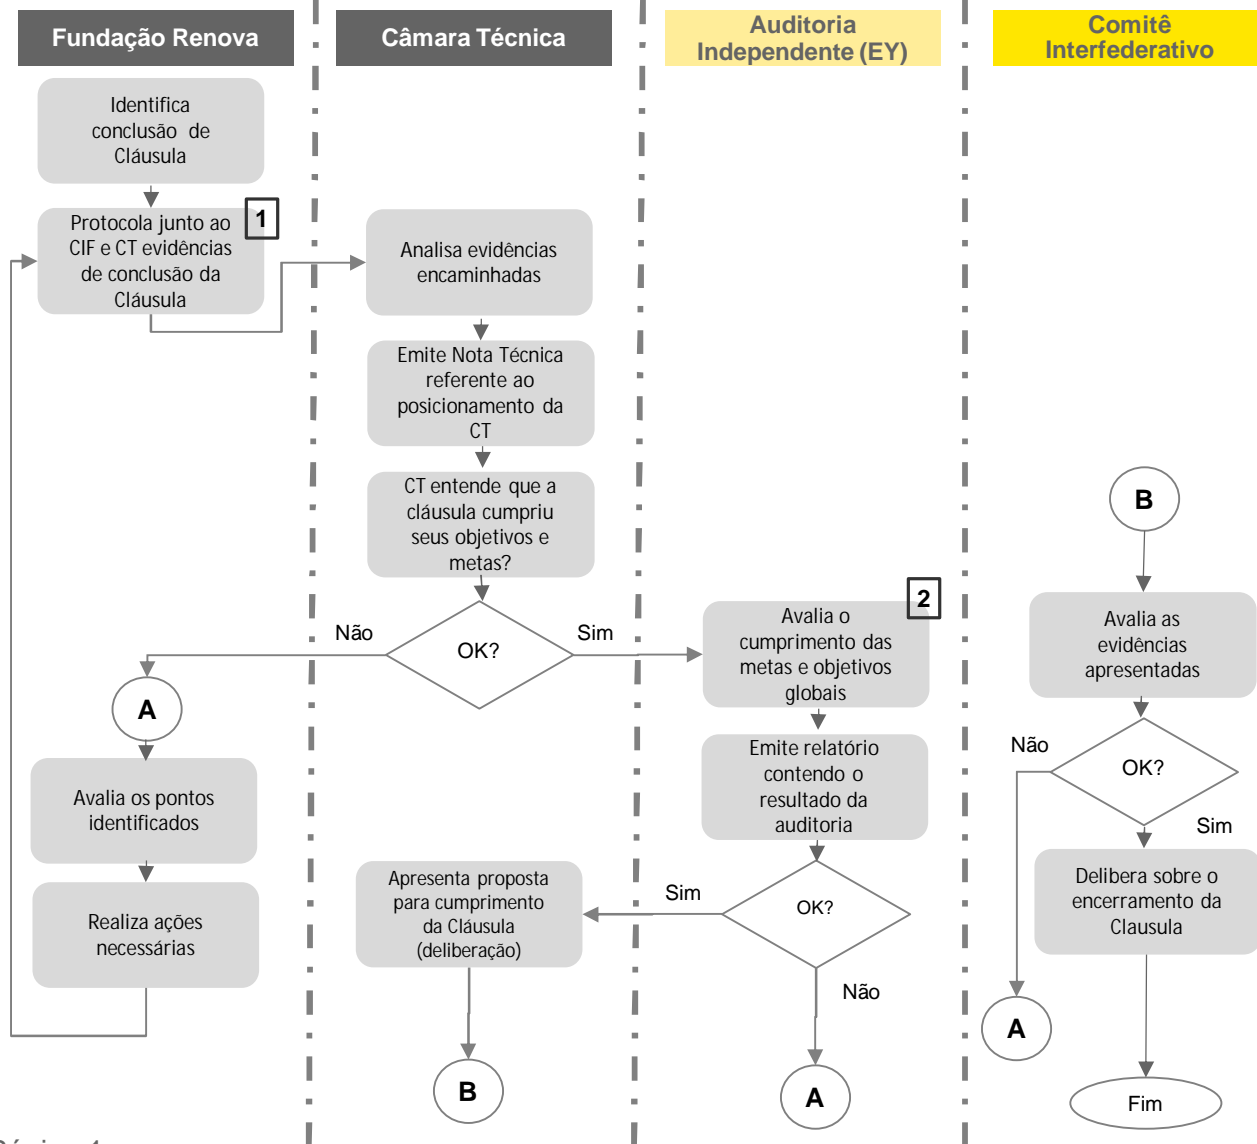 Fundação Renova
Câmara Técnica
Auditoria
Independente (EY)
Comitê
Interfederativo
Identifica
conclusão de
Cláusula
1
Protocola junto ao
CIF e CT evidências
de conclusão da
Cláusula
Analisa evidências
encaminhadas
Emite Nota Técnica
referente ao
posicionamento da
CT
CT entende que a
cláusula cumpriu
seus objetivos e
metas?
Não
OK?
Sim
2
Avalia o
cumprimento das
metas e objetivos
globais
Emite relatório
contendo o
resultado da
auditoria
Sim
OK?
Não
A
A
Avalia os pontos
identificados
Realiza ações
necessárias
Apresenta proposta
para cumprimento
da Cláusula
(deliberação)
B
B
Avalia as
evidências
apresentadas
Não
OK?
Sim
Delibera sobre o
encerramento da
Clausula
A
Fim